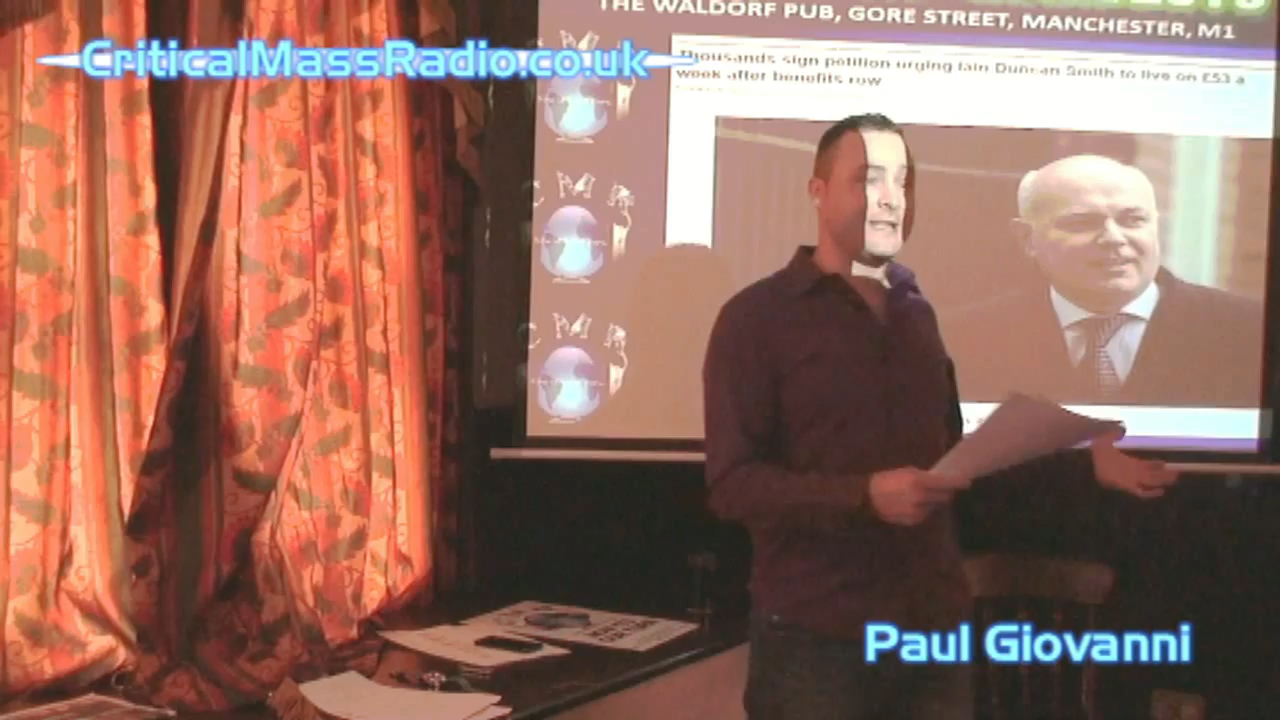 THE WALDORF PUB, GORE STREET, MANCHESTER, M1
CriticalMassRadio.co.uk
Thousands sign petition urging Iain Duncan Smith to live on £53 a
week after benefits row
Paul Giovanni